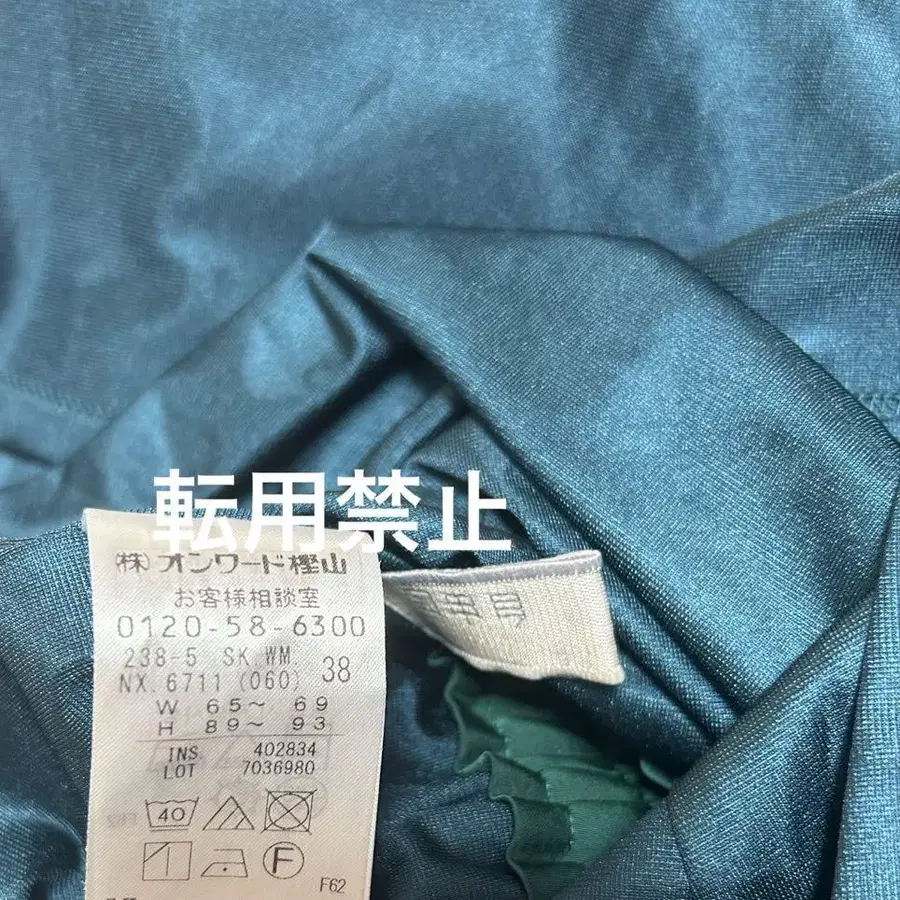 転用禁止
㈱オンワード樫山
お客様相談室
0120-58-6300
238-5 SK.WM. 38
NX.6711(060)
W 65～ 69
H 89～ 93
INS. 402834
LOT 7036980
40
F
F62